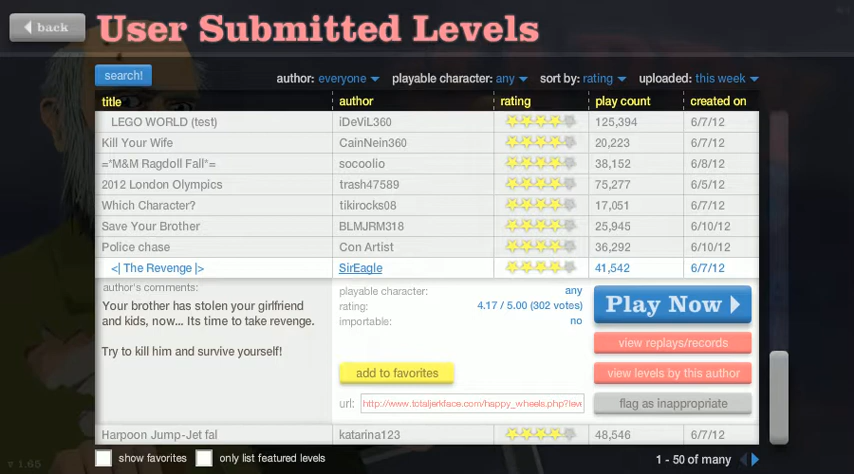 back
User Submitted Levels
search!
author: everyone playable character: any sort by: rating uploaded: this week
title author rating play count created on
LEGO WORLD (test) iDeViL360 125,394 6/7/12
Kill Your Wife CainNein360 20,223 6/7/12
="M&M Ragdoll Fall"= socoolio 38,152 6/8/12
2012 London Olympics trash47589 75,277 6/5/12
Which Character? tikirocks08 17,051 6/7/12
Save Your Brother BLMJRM318 25,945 6/10/12
Police chase Con Artist 36,292 6/10/12
<| The Revenge |> SirEagle 41,542 6/7/12
author's comments:
Your brother has stolen your girlfriend
and kids, now... Its time to take revenge.
Try to kill him and survive yourself!
playable character: any
rating: 4.17 / 5.00 (302 votes)
importable: no
add to favorites
url: http://www.totaljerkface.com/happy_wheels.php?leve
Play Now
view replays/records
view levels by this author
flag as inappropriate
Harpoon Jump-Jet fal katarina123 48,546 6/7/12
show favorites only list featured levels 1 - 50 of many
v 1.65